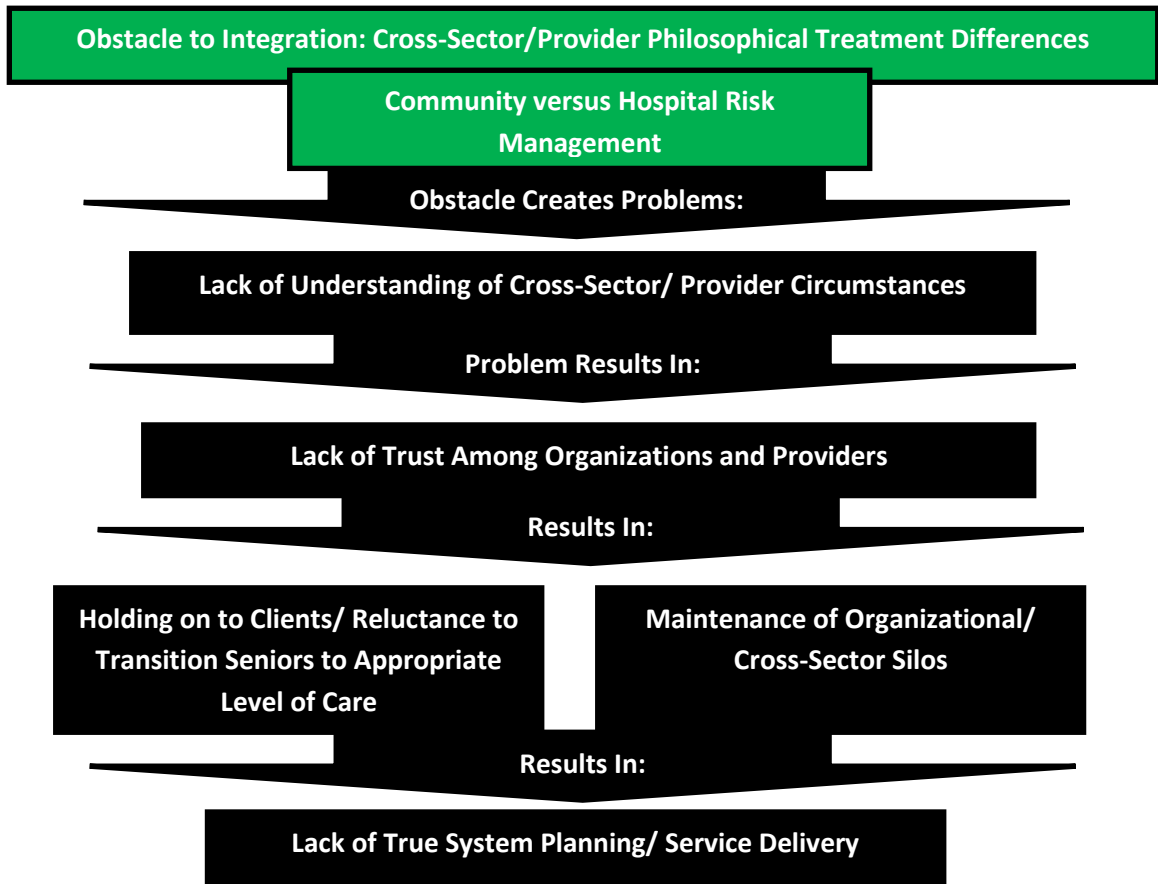 Obstacle to Integration: Cross-Sector/Provider Philosophical Treatment Differences
Community versus Hospital Risk
Management
Obstacle Creates Problems:
Lack of Understanding of Cross-Sector/ Provider Circumstances
Problem Results In:
Lack of Trust Among Organizations and Providers
Results In:
Holding on to Clients/ Reluctance to
Transition Seniors to Appropriate
Level of Care
Maintenance of Organizational/
Cross-Sector Silos
Results In:
Lack of True System Planning/ Service Delivery